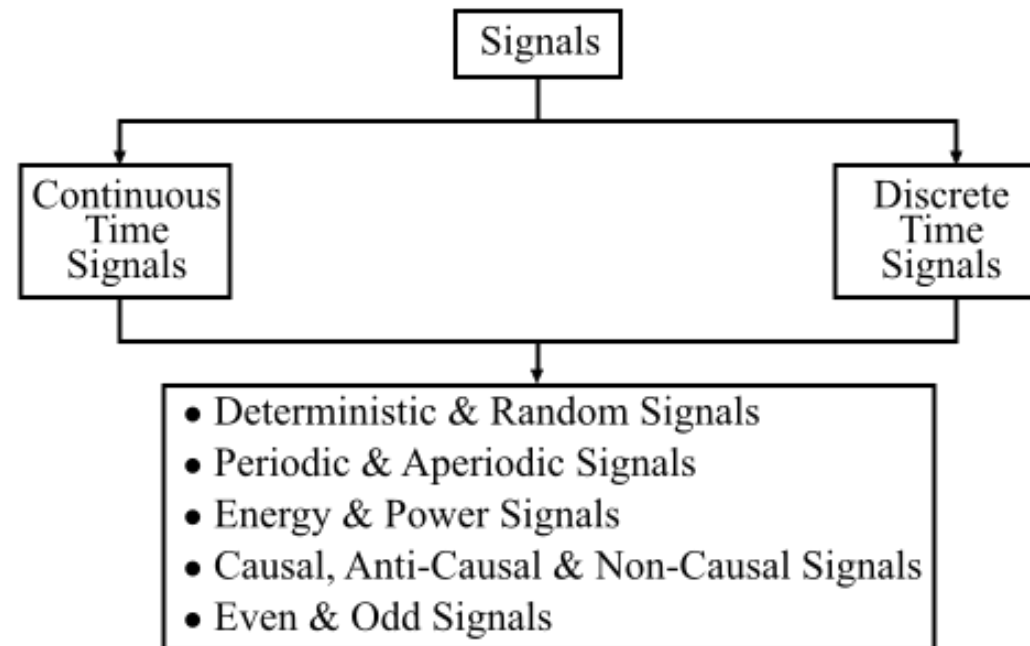 Signals
Continuous
Time
Signals
Discrete
Time
Signals
• Deterministic & Random Signals
• Periodic & Aperiodic Signals
• Energy & Power Signals
• Causal, Anti-Causal & Non-Causal Signals
• Even & Odd Signals